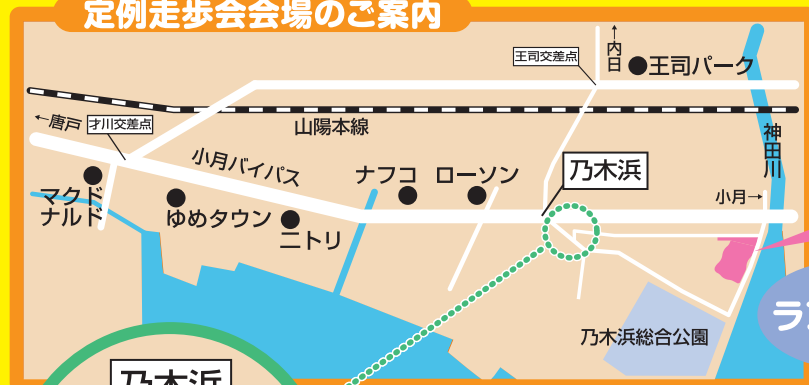 定例走歩会会場のご案内
↑内日
王司交差点
王司パーク
←唐戸
才川交差点
山陽本線
神田川
小月バイパス
ナフコ
ローソン
乃木浜
マクド
ナルド
ゆめタウン
ニトリ
小月→
乃木浜総合公園
乃木浜